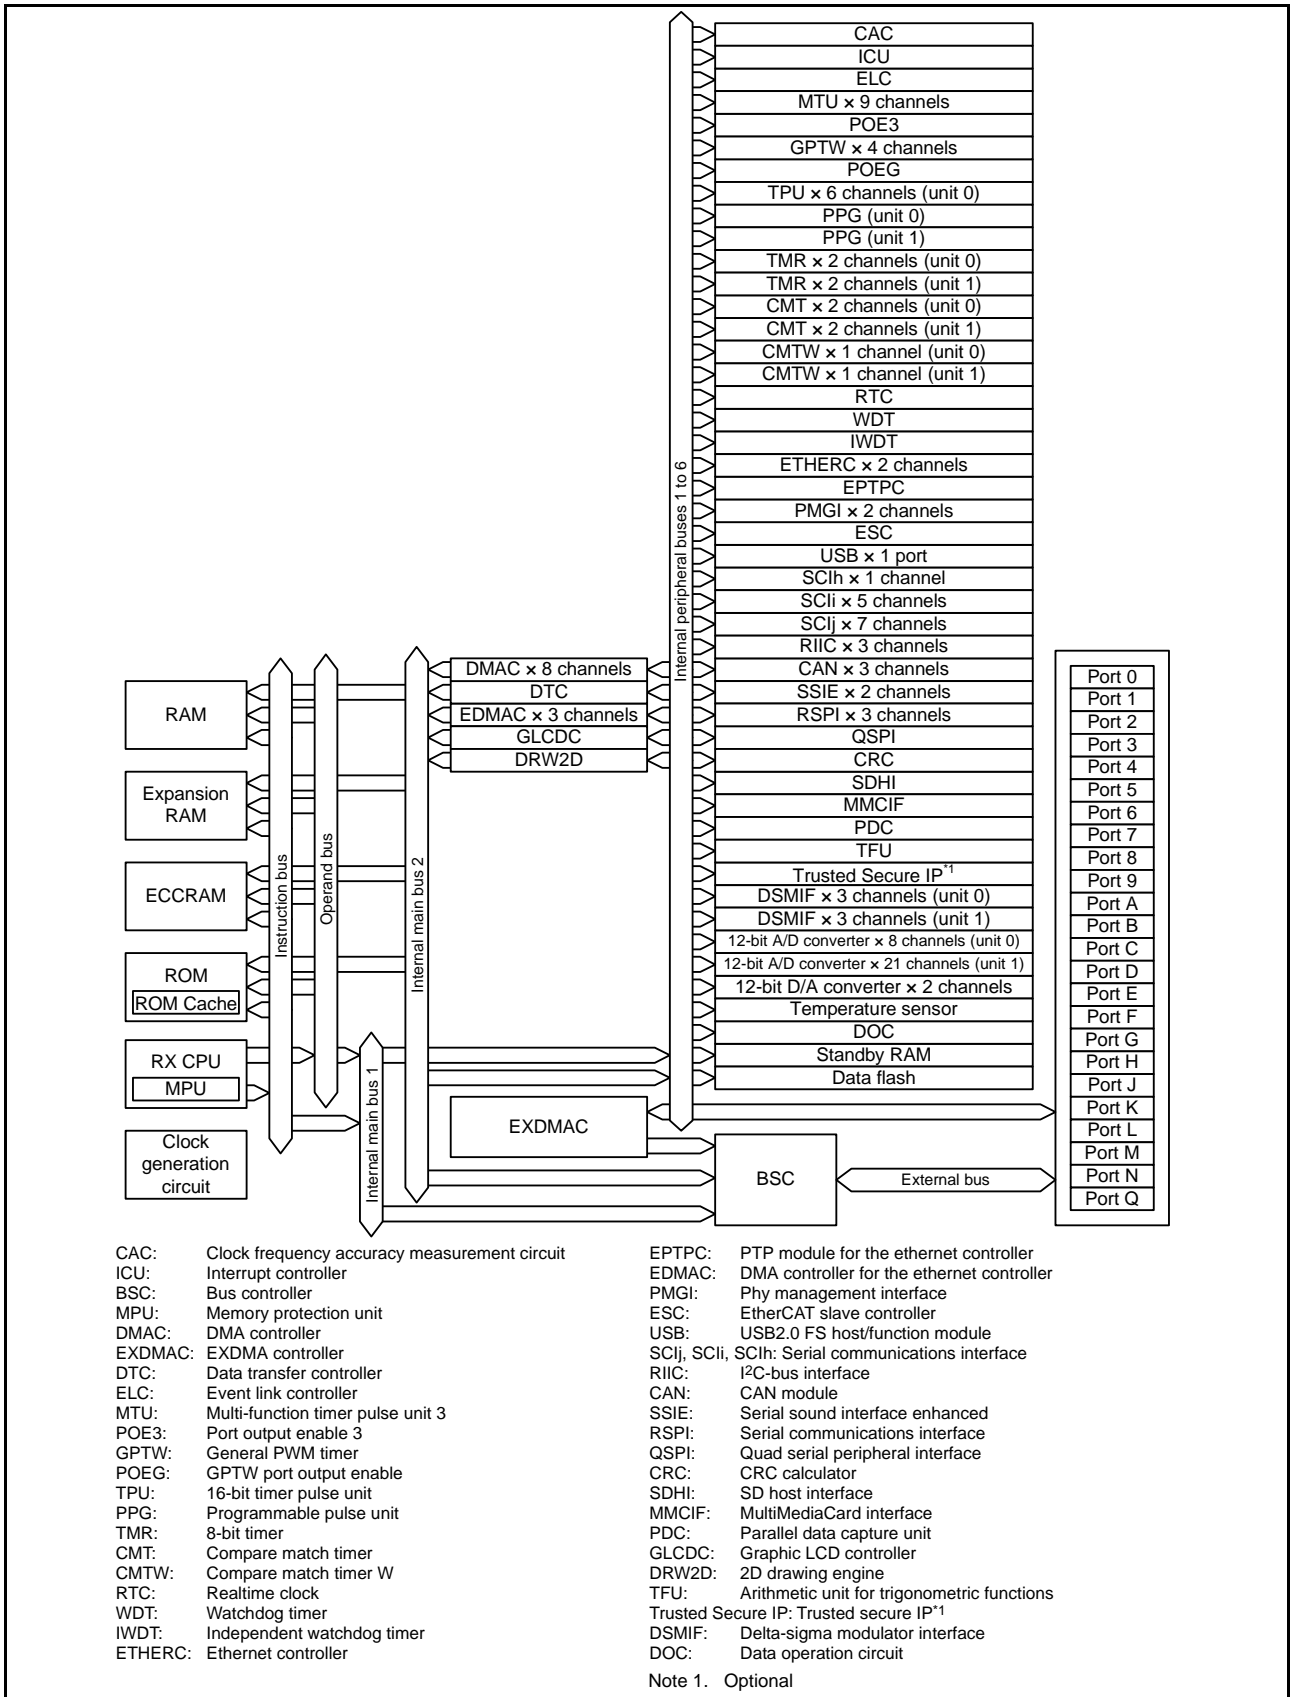 CAC
ICU
ELC
MTU × 9 channels
POE3
GPTW × 4 channels
POEG
TPU × 6 channels (unit 0)
PPG (unit 0)
PPG (unit 1)
TMR × 2 channels (unit 0)
TMR × 2 channels (unit 1)
CMT × 2 channels (unit 0)
CMT × 2 channels (unit 1)
CMTW × 1 channel (unit 0)
CMTW × 1 channel (unit 1)
RTC
WDT
IWDT
ETHERC × 2 channels
EPTPC
PMGI × 2 channels
ESC
USB × 1 port
SCIh × 1 channel
SCIi × 5 channels
SCIj × 7 channels
RIIC × 3 channels
CAN × 3 channels
SSIE × 2 channels
RSPI × 3 channels
QSPI
CRC
SDHI
MMCIF
PDC
TFU
Trusted Secure IP*1
DSMIF × 3 channels (unit 0)
DSMIF × 3 channels (unit 1)
12-bit A/D converter × 8 channels (unit 0)
12-bit A/D converter × 21 channels (unit 1)
12-bit D/A converter × 2 channels
Temperature sensor
DOC
Standby RAM
Data flash
Internal peripheral buses 1 to 6
DMAC × 8 channels
DTC
EDMAC × 3 channels
GLCDC
DRW2D
RAM
Expansion
RAM
ECCRAM
ROM
ROM Cache
RX CPU
MPU
Clock
generation
circuit
Instruction bus
Operand bus
Internal main bus 1
Internal main bus 2
EXDMAC
BSC
External bus
Port 0
Port 1
Port 2
Port 3
Port 4
Port 5
Port 6
Port 7
Port 8
Port 9
Port A
Port B
Port C
Port D
Port E
Port F
Port G
Port H
Port J
Port K
Port L
Port M
Port N
Port Q
CAC: Clock frequency accuracy measurement circuit
ICU: Interrupt controller
BSC: Bus controller
MPU: Memory protection unit
DMAC: DMA controller
EXDMAC: EXDMA controller
DTC: Data transfer controller
ELC: Event link controller
MTU: Multi-function timer pulse unit 3
POE3: Port output enable 3
GPTW: General PWM timer
POEG: GPTW port output enable
TPU: 16-bit timer pulse unit
PPG: Programmable pulse unit
TMR: 8-bit timer
CMT: Compare match timer
CMTW: Compare match timer W
RTC: Realtime clock
WDT: Watchdog timer
IWDT: Independent watchdog timer
ETHERC: Ethernet controller
EPTPC: PTP module for the ethernet controller
EDMAC: DMA controller for the ethernet controller
PMGI: Phy management interface
ESC: EtherCAT slave controller
USB: USB2.0 FS host/function module
SCIj, SCIi, SCIh: Serial communications interface
RIIC: I2C-bus interface
CAN: CAN module
SSIE: Serial sound interface enhanced
RSPI: Serial communications interface
QSPI: Quad serial peripheral interface
CRC: CRC calculator
SDHI: SD host interface
MMCIF: MultiMediaCard interface
PDC: Parallel data capture unit
GLCDC: Graphic LCD controller
DRW2D: 2D drawing engine
TFU: Arithmetic unit for trigonometric functions
Trusted Secure IP: Trusted secure IP*1
DSMIF: Delta-sigma modulator interface
DOC: Data operation circuit
Note 1. Optional